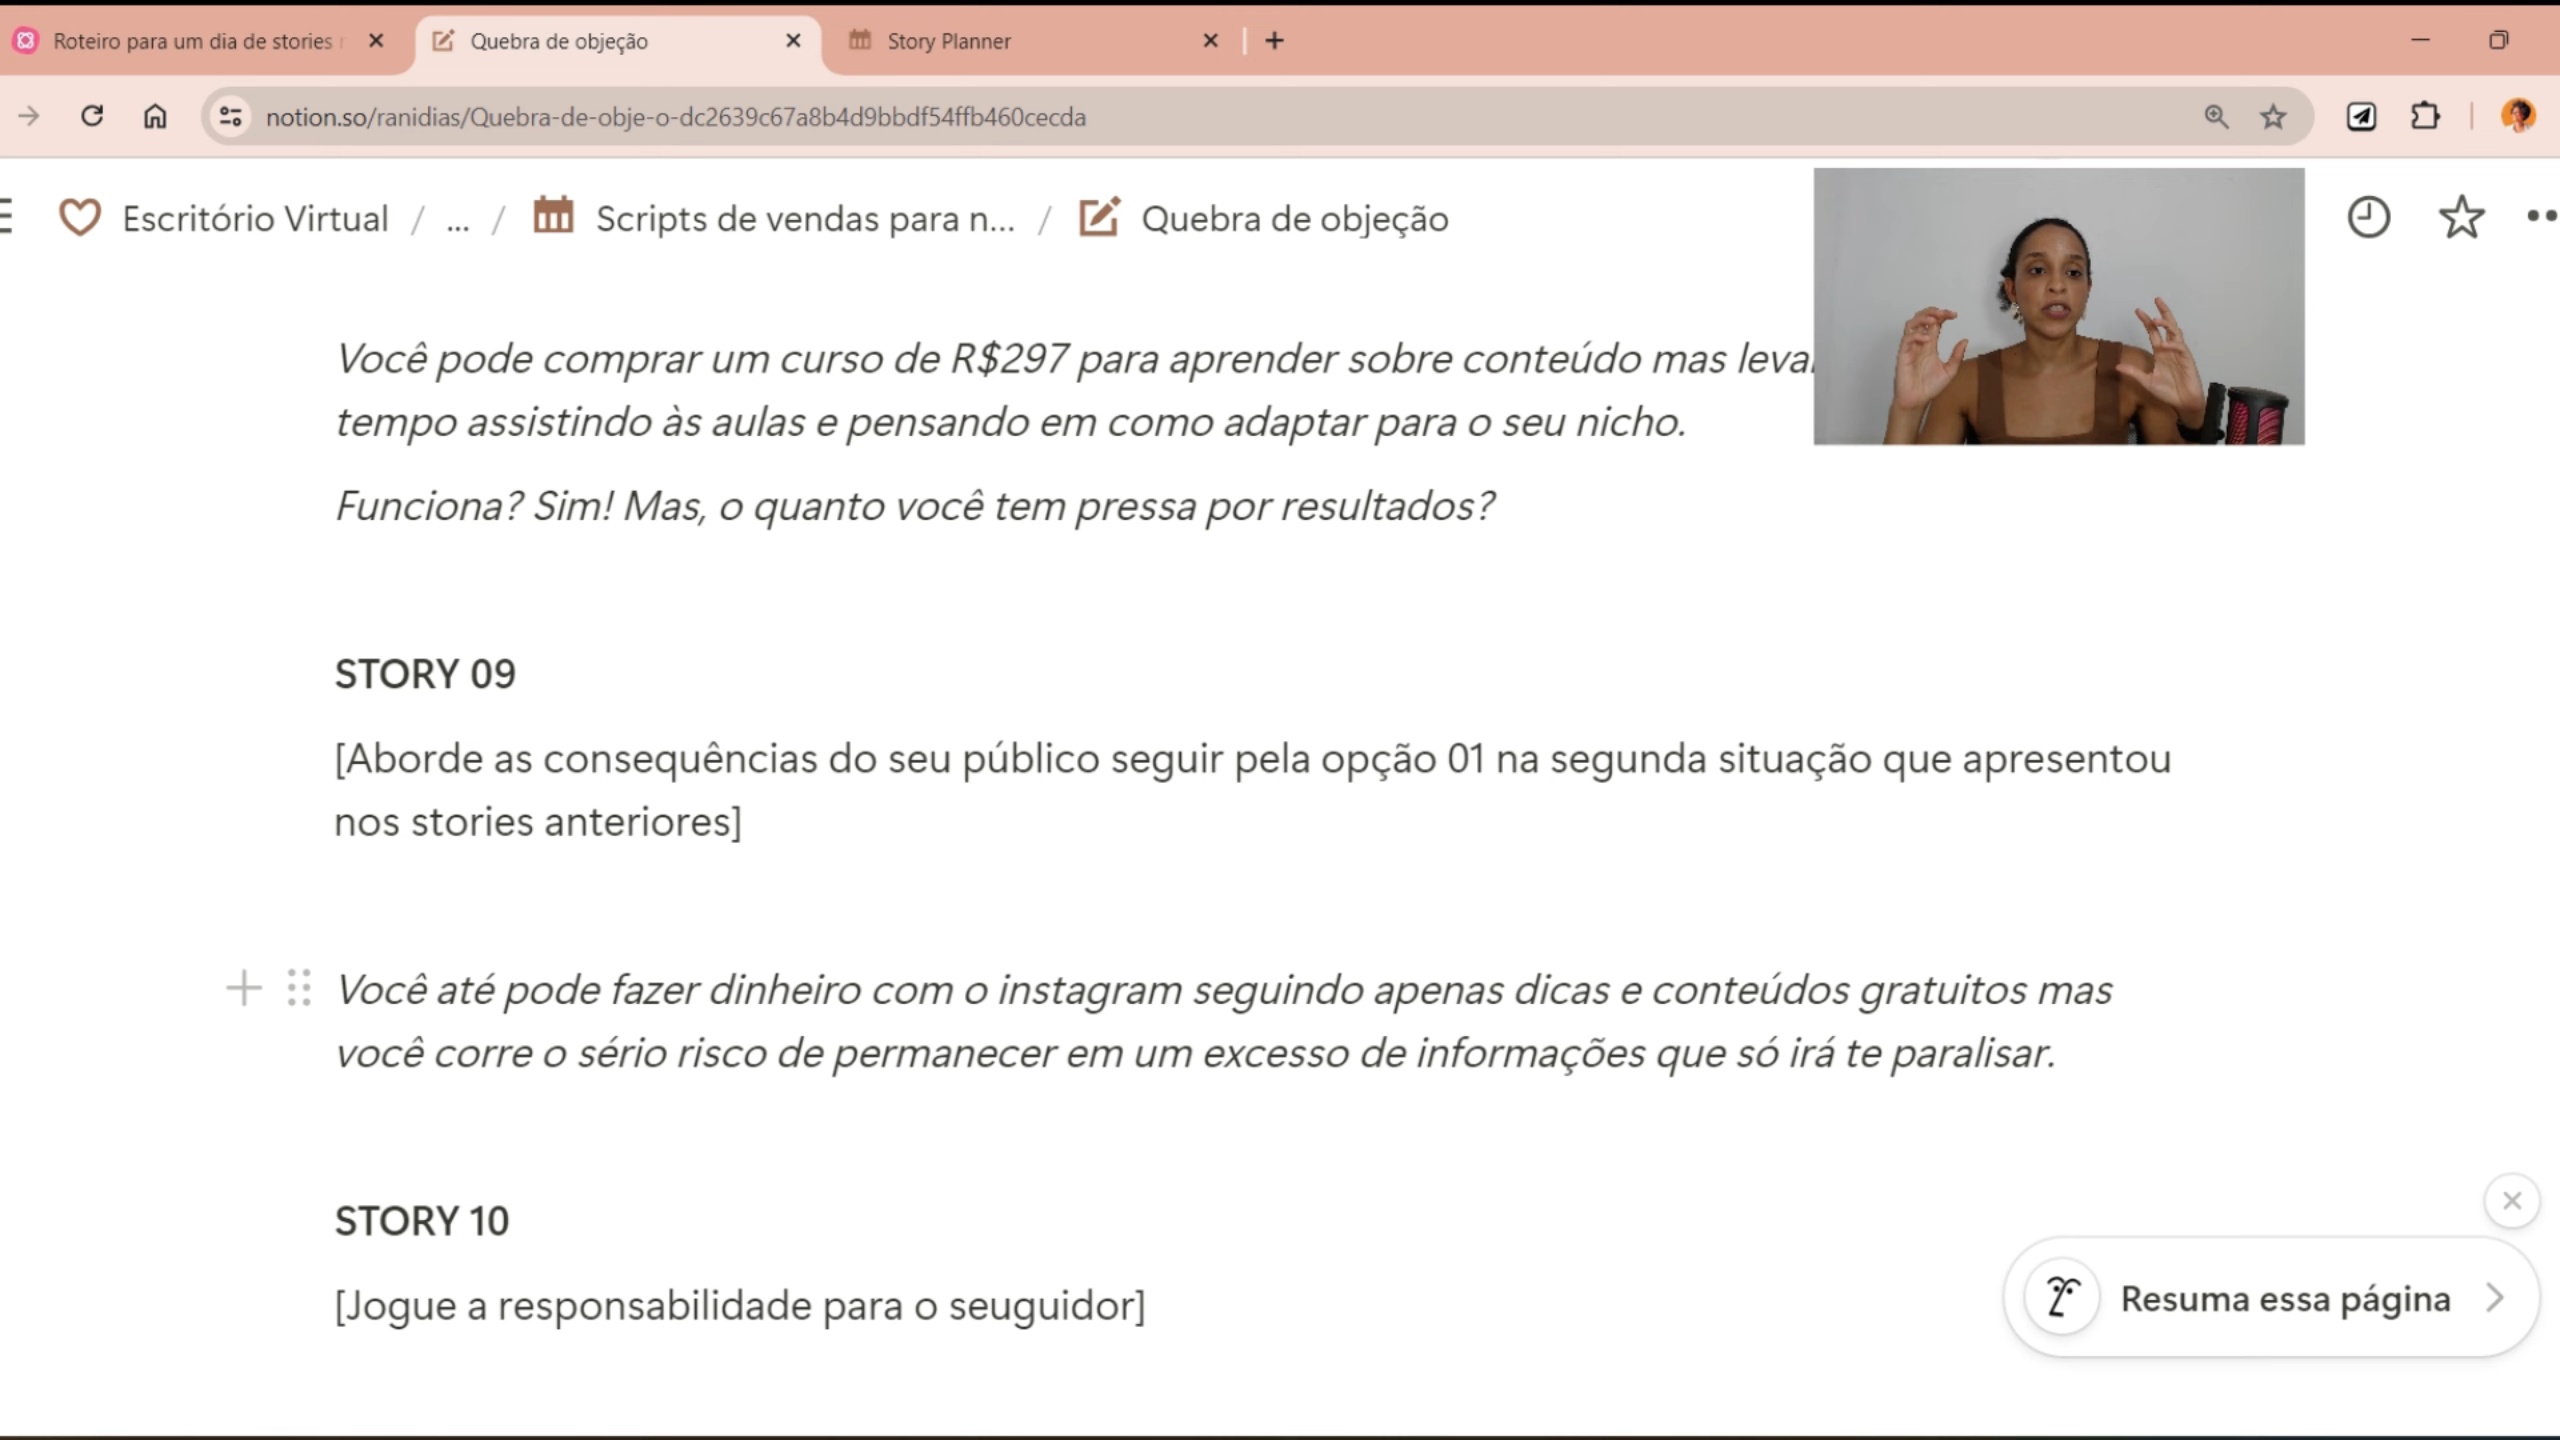 Roteiro para um dia de stories
Quebra de objeção
Story Planner
notion.so/ranidias/Quebra-de-obje-o-dc2639c67a8b4d9bbdf54ffb460cecda
Escritório Virtual / ... / Scripts de vendas para n... / Quebra de objeção
Você pode comprar um curso de R$297 para aprender sobre conteúdo mas
tempo assistindo às aulas e pensando em como adaptar para o seu nicho.
Funciona? Sim! Mas, o quanto você tem pressa por resultados?
STORY 09
[Aborde as consequências do seu público seguir pela opção 01 na segunda situação que apresentou
nos stories anteriores]
Você até pode fazer dinheiro com o instagram seguindo apenas dicas e conteúdos gratuitos mas
você corre o sério risco de permanecer em um excesso de informações que só irá te paralisar.
STORY 10
[Jogue a responsabilidade para o seuguidor]
Resuma essa página